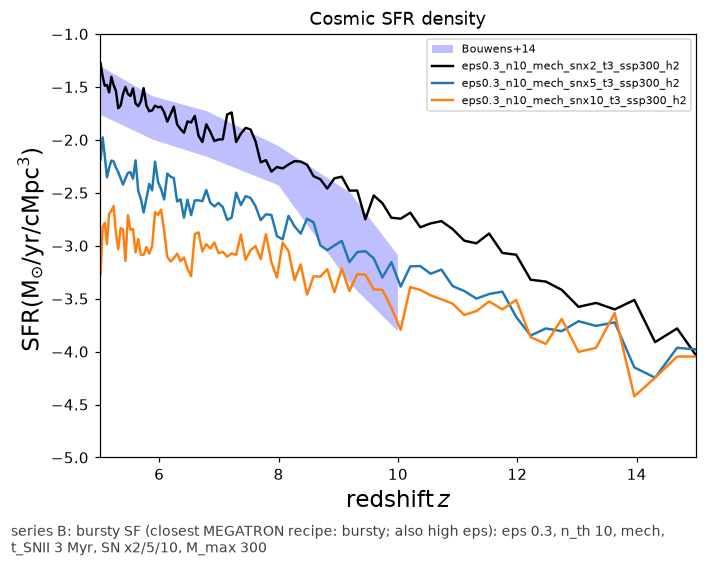 Cosmic SFR density
−1.0
−1.5
−2.0
−2.5
−3.0
−3.5
−4.0
−4.5
−5.0
SFR(M⊙/yr/cMpc³)
Bouwens+14
eps0.3_n10_mech_snx2_t3_ssp300_h2
eps0.3_n10_mech_snx5_t3_ssp300_h2
eps0.3_n10_mech_snx10_t3_ssp300_h2
6 8 10 12 14
redshift z
series B: bursty SF (closest MEGATRON recipe: bursty; also high eps): eps 0.3, n_th 10, mech,
t_SNII 3 Myr, SN x2/5/10, M_max 300